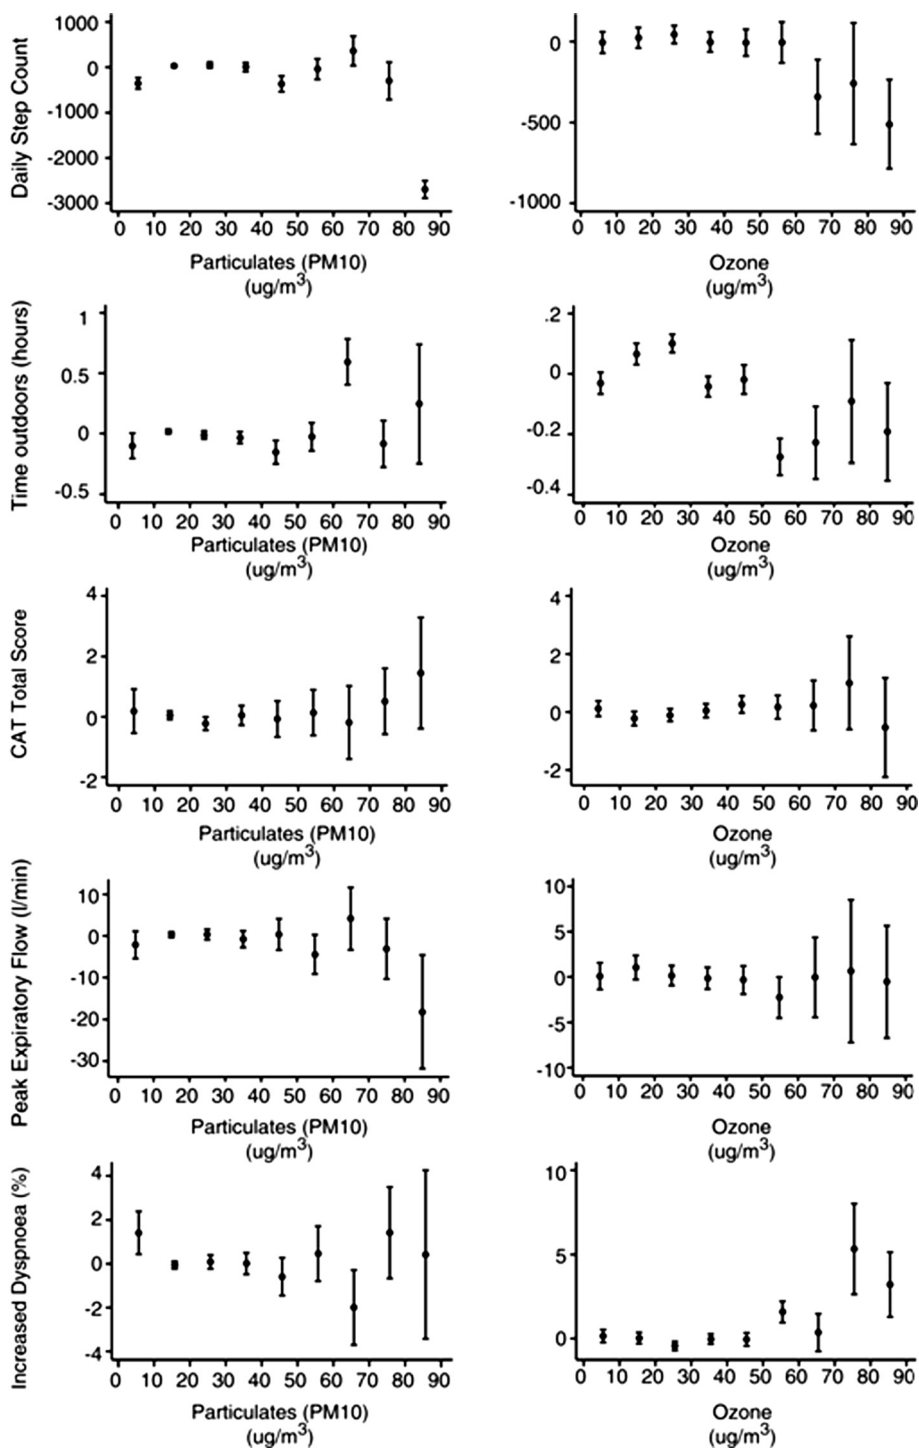 Daily Step Count
1000
0
-1000
-2000
-3000
0 10 20 30 40 50 60 70 80 90
Particulates (PM10)
(ug/m³)
0
-500
-1000
0 10 20 30 40 50 60 70 80 90
Ozone
(ug/m³)
Time outdoors (hours)
1
0.5
0
-0.5
0 10 20 30 40 50 60 70 80 90
Particulates (PM10)
(ug/m³)
.2
0
-0.2
-0.4
0 10 20 30 40 50 60 70 80 90
Ozone
(ug/m³)
CAT Total Score
4
2
0
-2
0 10 20 30 40 50 60 70 80 90
Particulates (PM10)
(ug/m³)
4
2
0
-2
0 10 20 30 40 50 60 70 80 90
Ozone
(ug/m³)
Peak Expiratory Flow (l/min)
10
0
-10
-20
-30
0 10 20 30 40 50 60 70 80 90
Particulates (PM10)
(ug/m³)
10
5
0
-5
-10
0 10 20 30 40 50 60 70 80 90
Ozone
(ug/m³)
Increased Dyspnoea (%)
4
2
0
-2
-4
0 10 20 30 40 50 60 70 80 90
Particulates (PM10)
(ug/m³)
10
5
0
0 10 20 30 40 50 60 70 80 90
Ozone
(ug/m³)